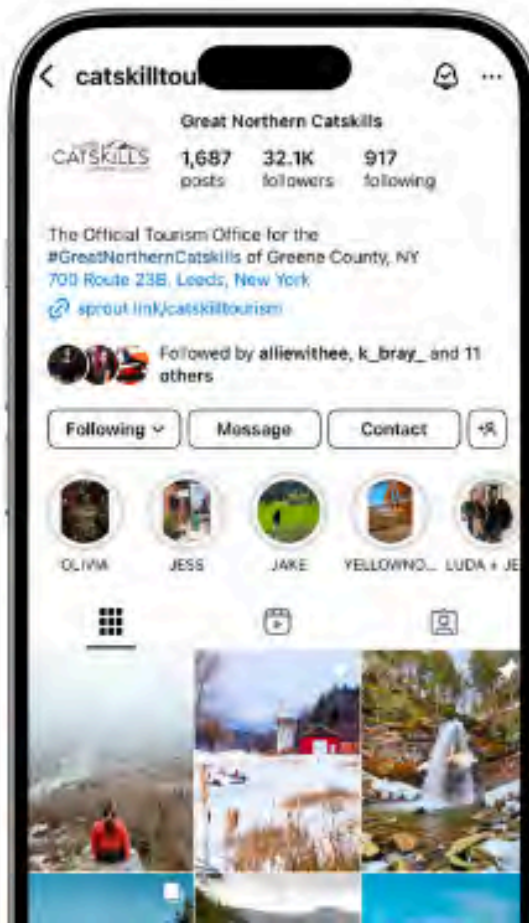 catskilltou
Great Northern Catskills
CATSKILLS
1,687 32.1K 917
posts followers following
The Official Tourism Office for the
#GreatNorthernCatskills of Greene County, NY
700 Route 23B, Leeds, New York
sprout.link/catskilltourism
Followed by alliewithee, k_bray_ and 11
others
Following Message Contact
OLIVIA JESS JAKE YELLOWNO... LUDA + JE